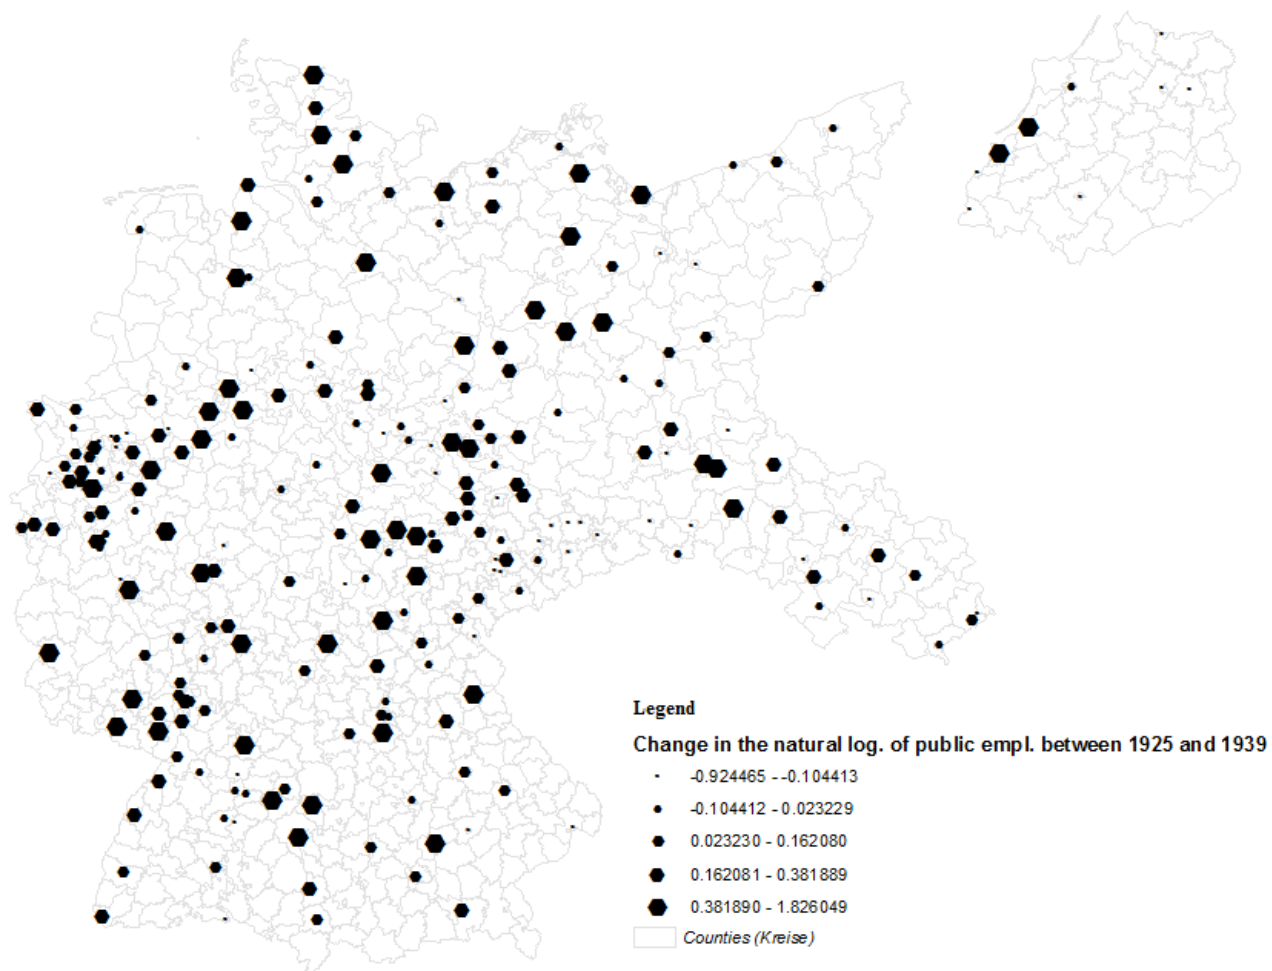 Legend
Change in the natural log. of public empl. between 1925 and 1939
-0.924465 - -0.104413
-0.104412 - 0.023229
0.023230 - 0.162080
0.162081 - 0.381889
0.381890 - 1.826049
Counties (Kreise)